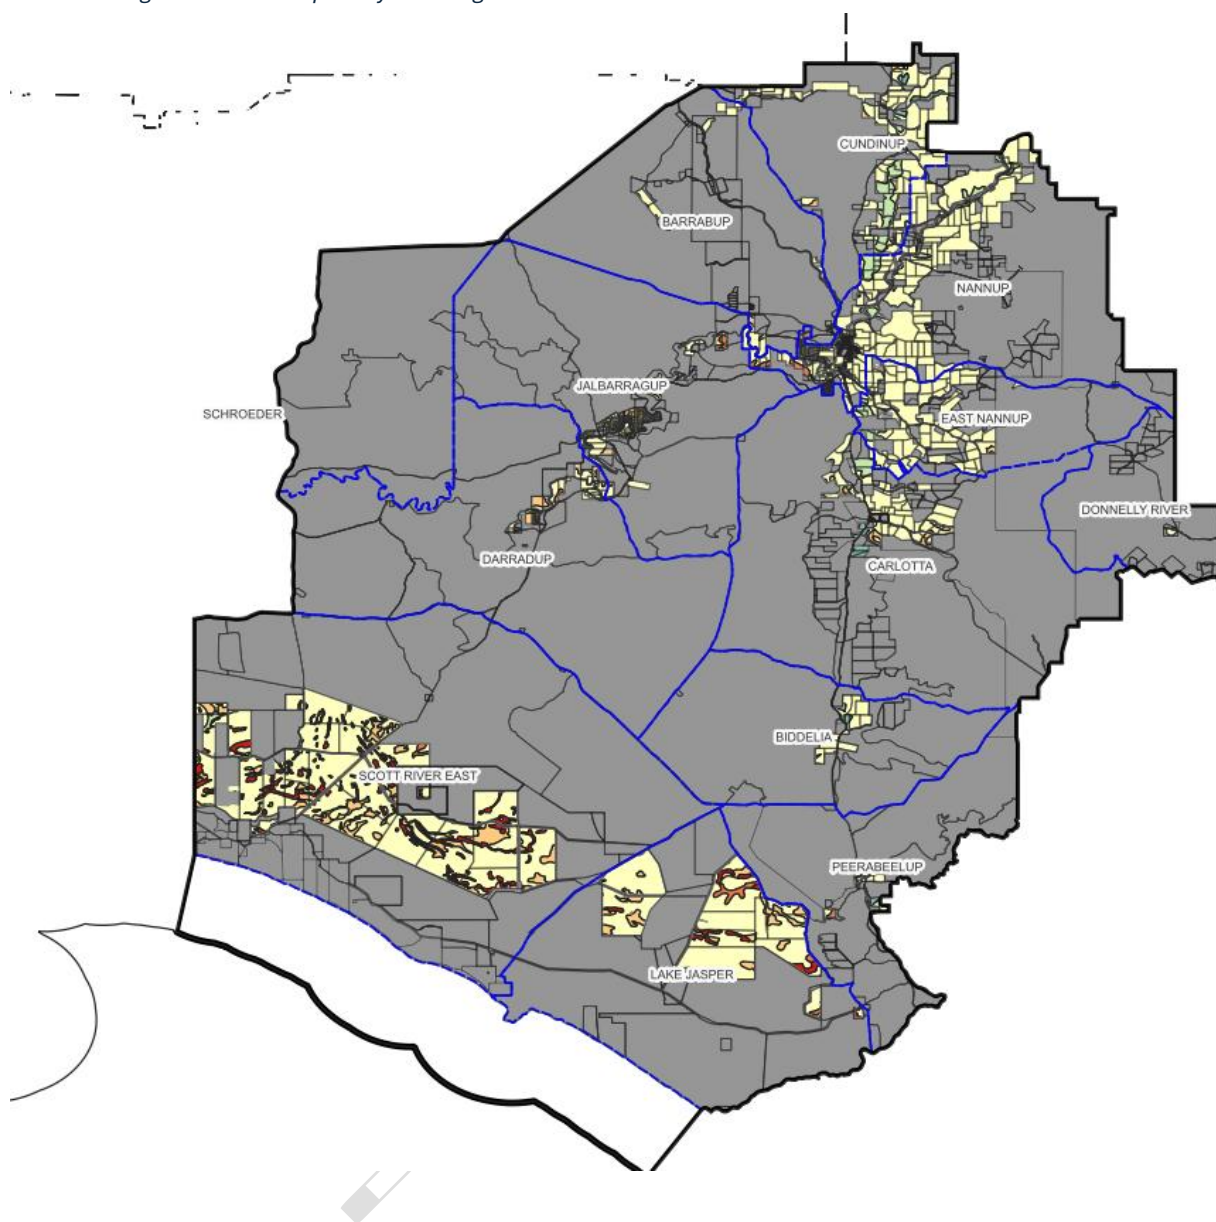 CUNDINUP
BARRABUP
NANNUP
JALBARRAGUP
SCHROEDER
EAST NANNUP
DONNELLY RIVER
DARRADUP
CARLOTTA
BIDDELIA
SCOTT RIVER EAST
PEERABEELUP
LAKE JASPER